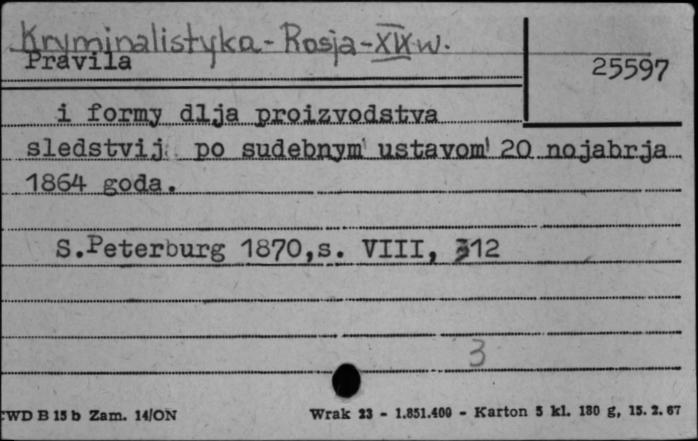 Kryminalistyka - Rosja - XIX w.
Pravila
25597
i formy dlja proizvodstva
sledstvij po sudebnym' ustavom' 20 nojabrja
1864 goda.
S.Peterburg 1870, s. VIII, 312
3
WD B 15 b Zam. 14/ON
Wrak 23 - 1.851.400 - Karton 5 kl. 180 g, 15. 2. 67